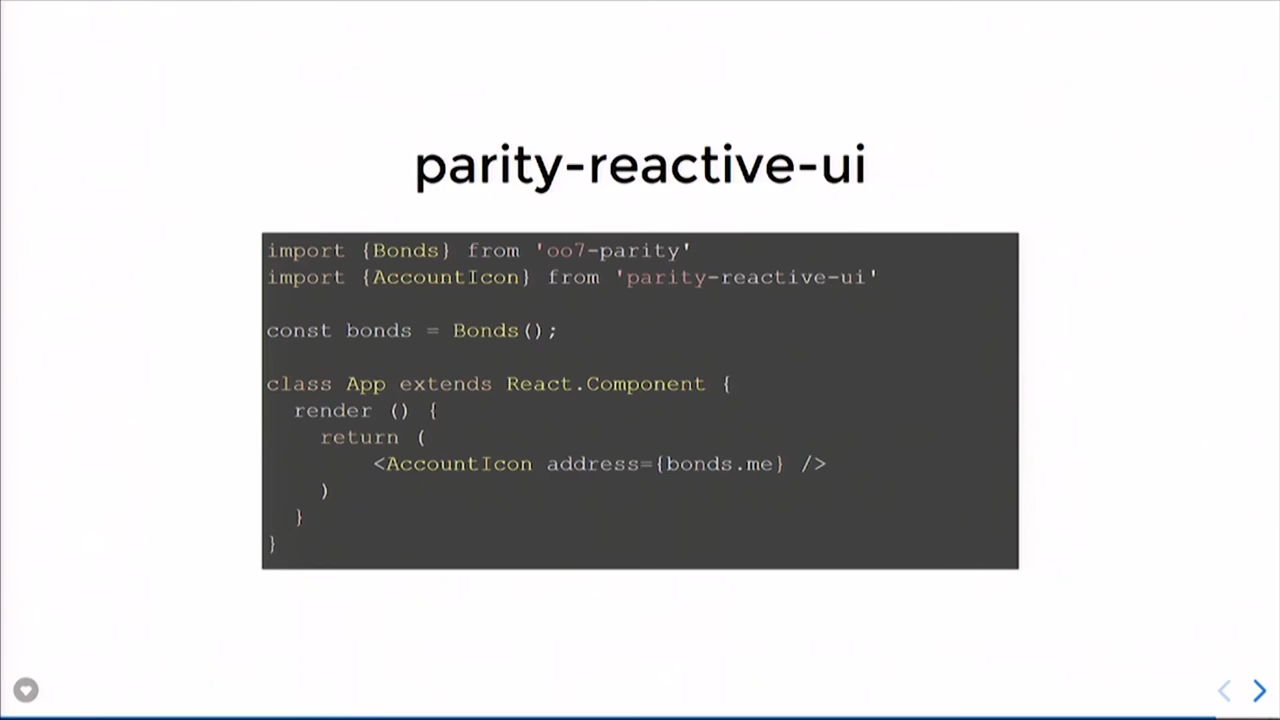 parity-reactive-ui
import {Bonds} from 'oo7-parity'
import {AccountIcon} from 'parity-reactive-ui'
const bonds = Bonds();
class App extends React.Component {
render () {
return (
<AccountIcon address={bonds.me} />
)
}
}